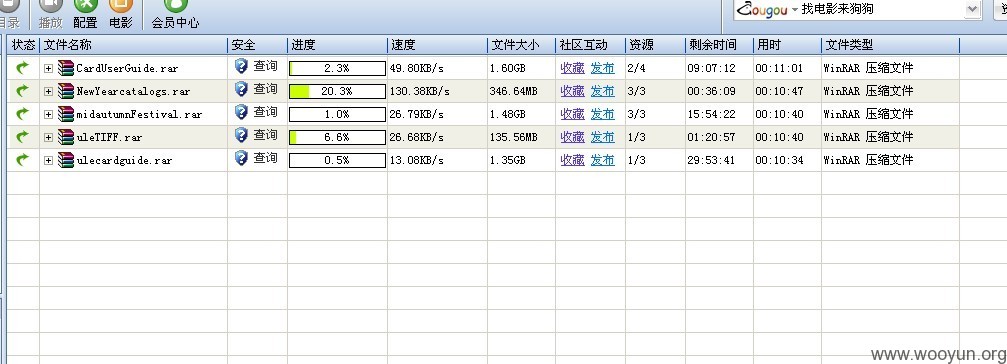 目录 播放 配置 电影 会员中心 Gougou 找电影来狗狗
状态 文件名称 安全 进度 速度 文件大小 社区互动 资源 剩余时间 用时 文件类型
CardUserGuide.rar 查询 2.3% 49.80KB/s 1.60GB 收藏 发布 2/4 09:07:12 00:11:01 WinRAR 压缩文件
NewYearcatalogs.rar 查询 20.3% 130.38KB/s 346.64MB 收藏 发布 3/3 00:36:09 00:10:47 WinRAR 压缩文件
midautumnFestival.rar 查询 1.0% 26.79KB/s 1.48GB 收藏 发布 3/3 15:54:22 00:10:40 WinRAR 压缩文件
uleTIFF.rar 查询 6.6% 26.68KB/s 135.56MB 收藏 发布 1/3 01:20:57 00:10:40 WinRAR 压缩文件
ulecardguide.rar 查询 0.5% 13.08KB/s 1.35GB 收藏 发布 1/3 29:53:41 00:10:34 WinRAR 压缩文件
www.wooyun.org